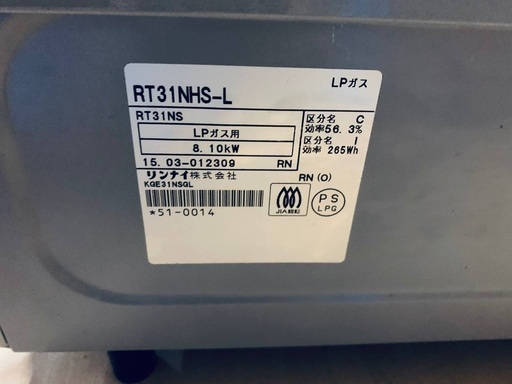 LPガス
RT31NHS-L
RT31NS
LPガス用
8.10kW
区分名 C
効率56.3%
区分名 I
効率 265Wh
15.03-012309 RN
リンナイ株式会社
RN(O)
KGE31NSGL
*51-0014
JIA認証
PS
LPG